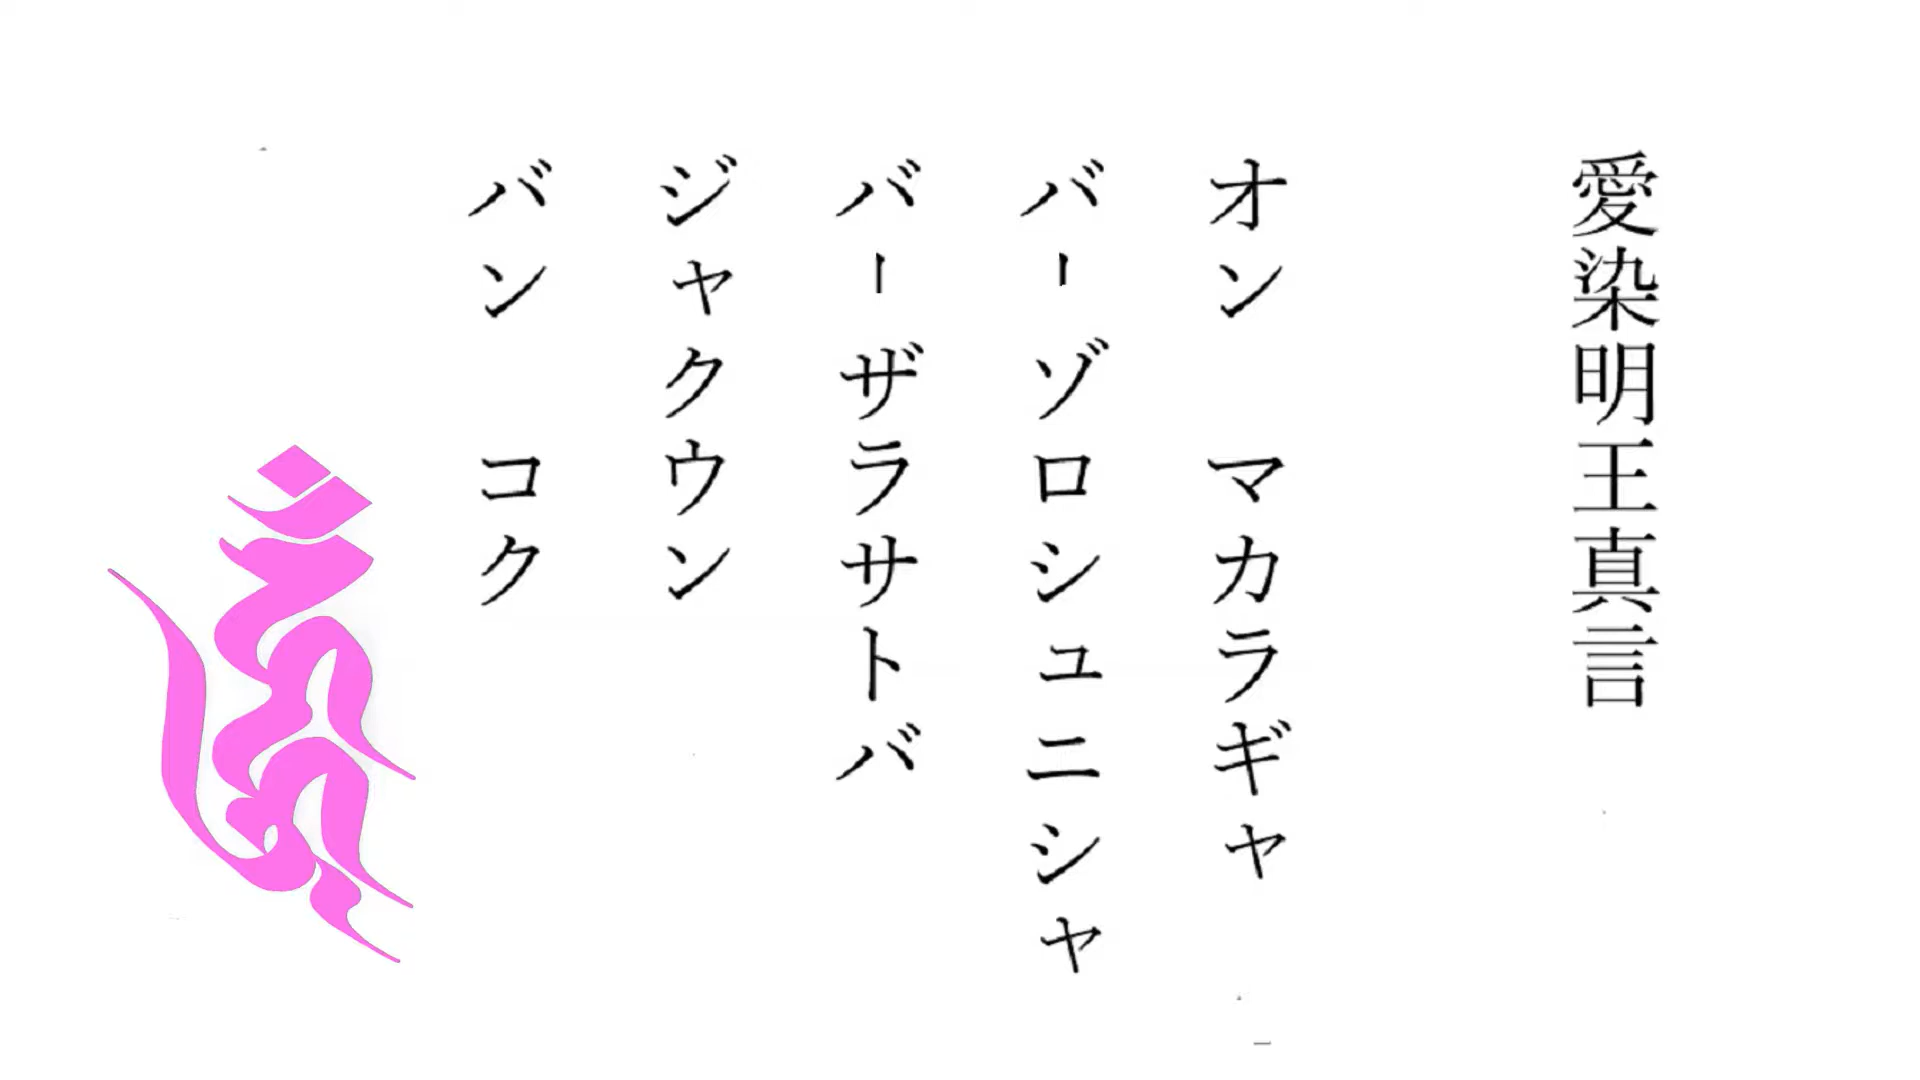 愛染明王真言
オン　マカラギャ
バーゾロシュニシャ
バーザラサトバ
ジャクウン
バン　コク